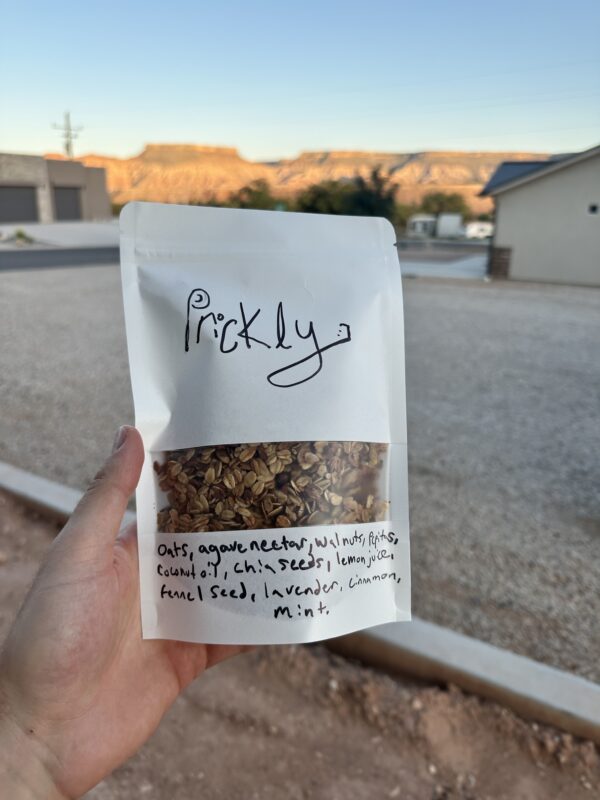 Prickly
Oats, agave nectar, walnuts, Pepitas,
Coconut oil, chia seeds, lemon juice,
fennel seed, lavender, cinnamon,
mint.